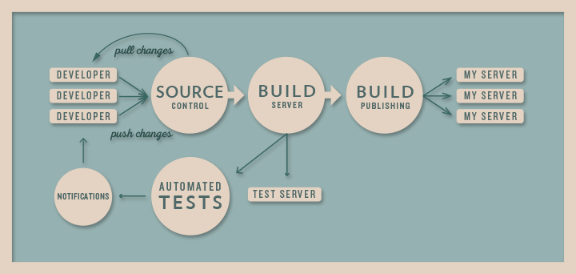 pull changes
DEVELOPER
DEVELOPER
DEVELOPER
push changes
SOURCE
CONTROL
BUILD
SERVER
BUILD
PUBLISHING
MY SERVER
MY SERVER
MY SERVER
NOTIFICATIONS
AUTOMATED
TESTS
TEST SERVER